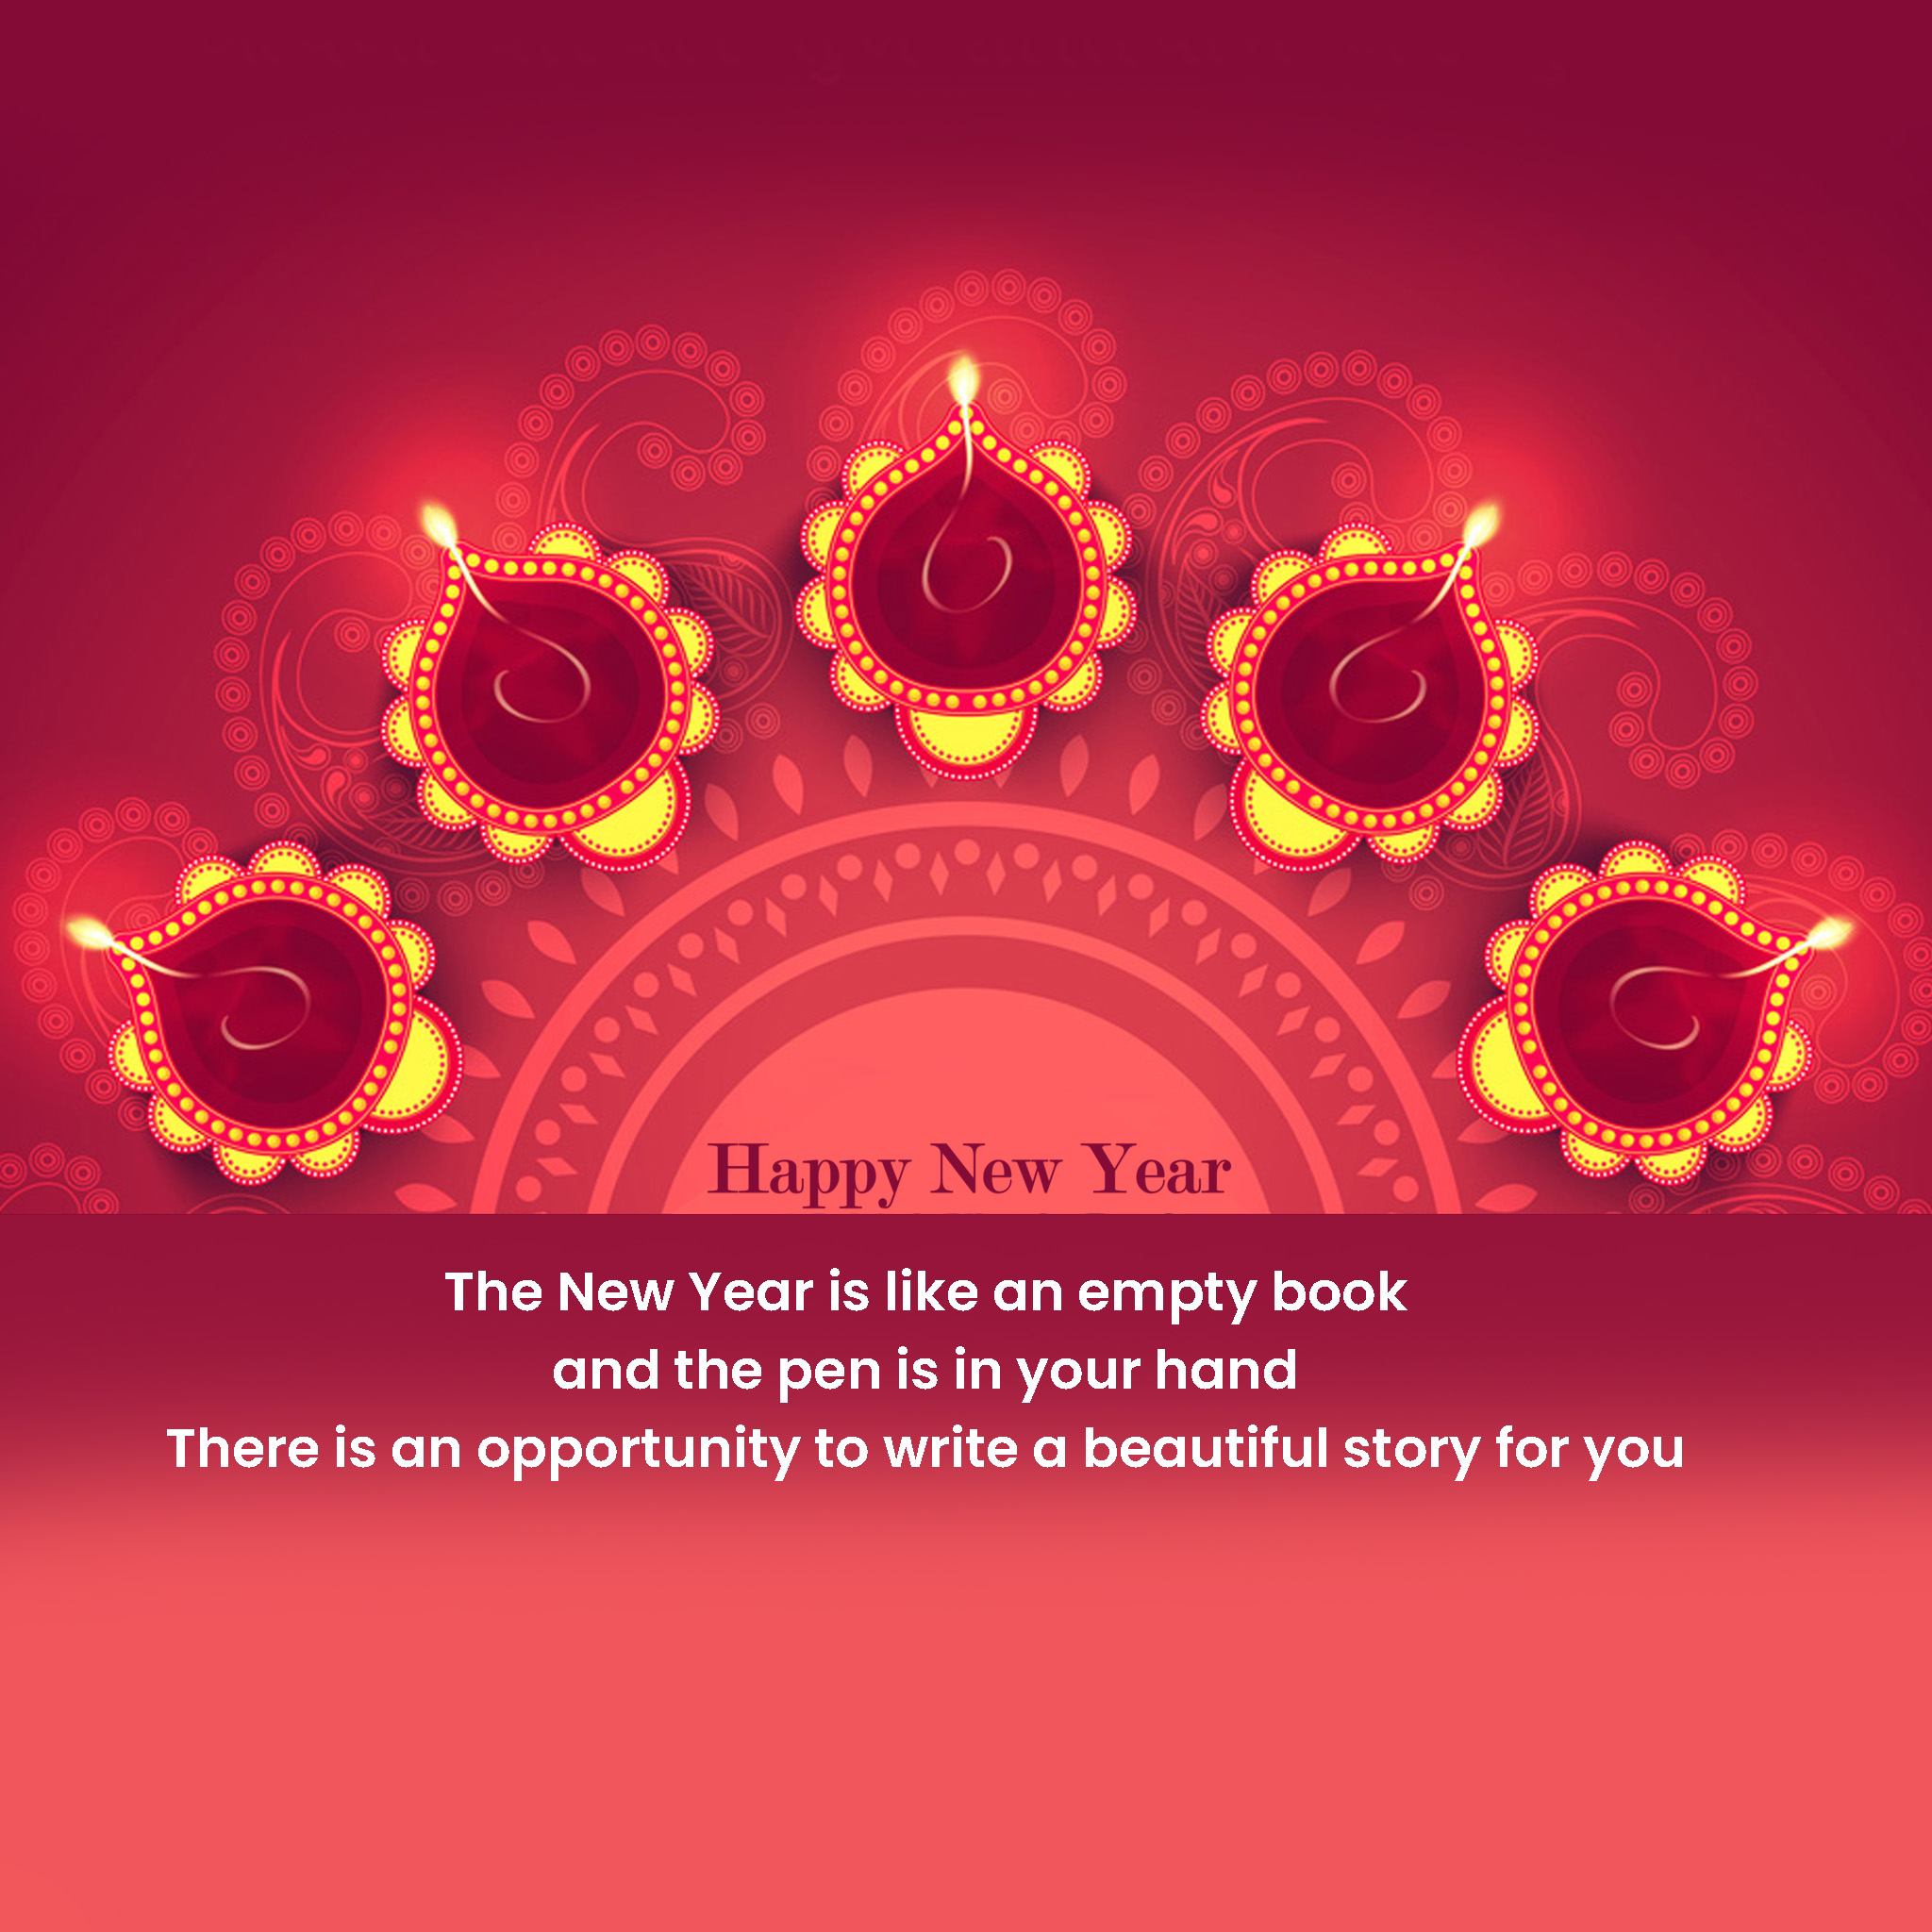 Happy New Year
The New Year is like an empty book
and the pen is in your hand
There is an opportunity to write a beautiful story for you